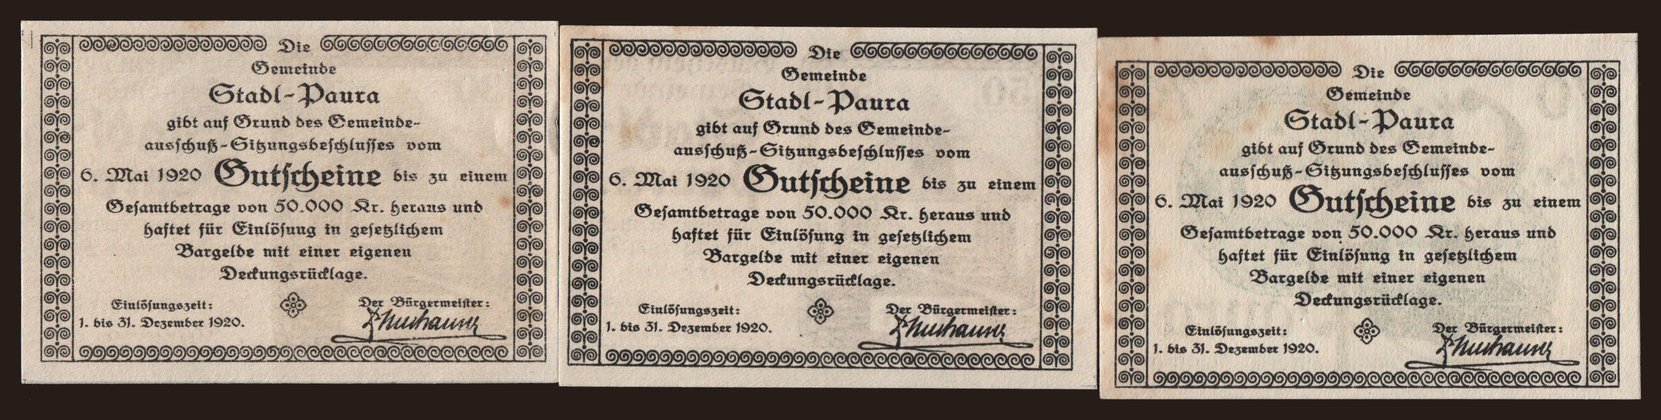 Die
Gemeinde
Stadl-Paura
gibt auf Grund des Gemeinde-
ausschuß-Sitzungsbeschlusses vom
6. Mai 1920 Gutscheine bis zu einem
Gesamtbetrage von 50.000 Kr. heraus und
haftet für Einlösung in gesetzlichem
Bargelde mit einer eigenen
Deckungsrücklage.
Einlösungszeit:
1. bis 31. Dezember 1920.
Der Bürgermeister:
Die
Gemeinde
Stadl-Paura
gibt auf Grund des Gemeinde-
ausschuß-Sitzungsbeschlusses vom
6. Mai 1920 Gutscheine bis zu einem
Gesamtbetrage von 50.000 Kr. heraus und
haftet für Einlösung in gesetzlichem
Bargelde mit einer eigenen
Deckungsrücklage.
Einlösungszeit:
1. bis 31. Dezember 1920.
Der Bürgermeister:
Die
Gemeinde
Stadl-Paura
gibt auf Grund des Gemeinde-
ausschuß-Sitzungsbeschlusses vom
6. Mai 1920 Gutscheine bis zu einem
Gesamtbetrage von 50.000 Kr. heraus und
haftet für Einlösung in gesetzlichem
Bargelde mit einer eigenen
Deckungsrücklage.
Einlösungszeit:
1. bis 31. Dezember 1920.
Der Bürgermeister: